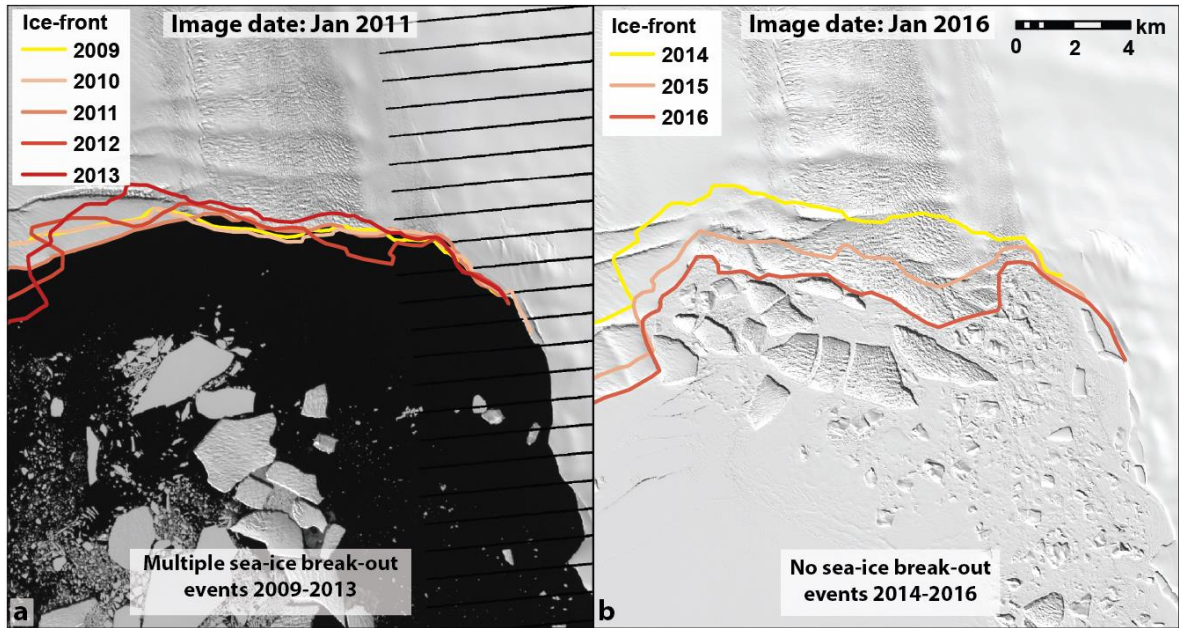 Ice-front
2009
2010
2011
2012
2013
Image date: Jan 2011
Multiple sea-ice break-out
events 2009-2013
a
Ice-front
2014
2015
2016
Image date: Jan 2016
km
0 2 4
No sea-ice break-out
events 2014-2016
b